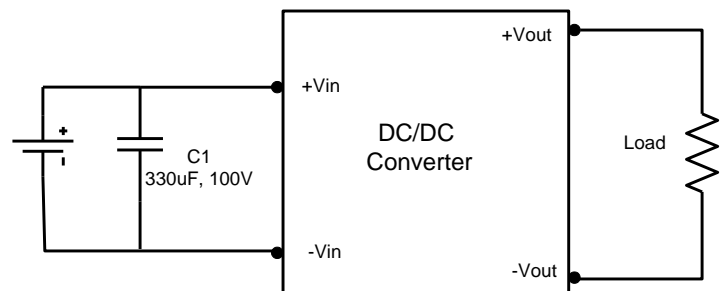 +Vout
+Vin
+
DC/DC
Converter
Load
C1
330uF, 100V
-Vin
-Vout